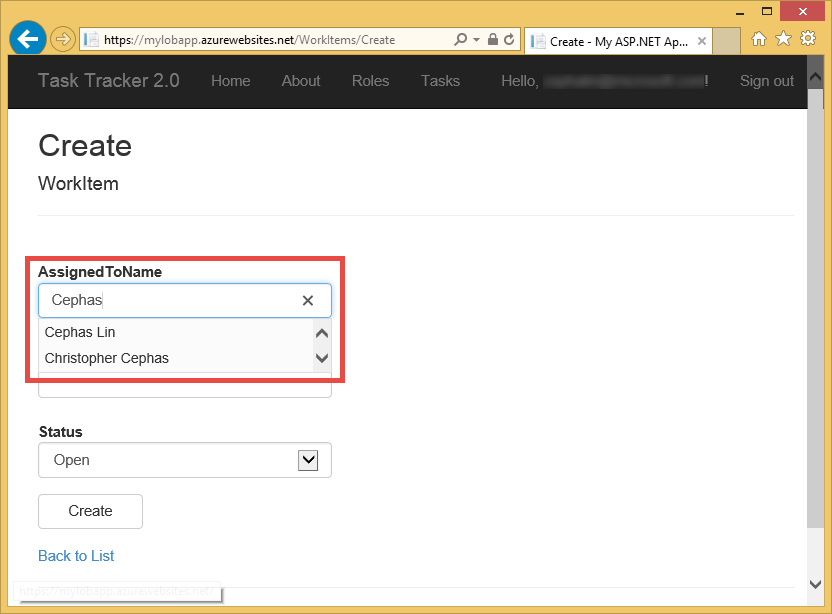 https://mylobapp.azurewebsites.net/WorkItems/Create
Create - My ASP.NET Ap...
Task Tracker 2.0 Home About Roles Tasks Hello, ! Sign out
Create
WorkItem
AssignedToName
Cephas
Cephas Lin
Christopher Cephas
Status
Open
Create
Back to List
https://mylobapp.azurewebsites.net/